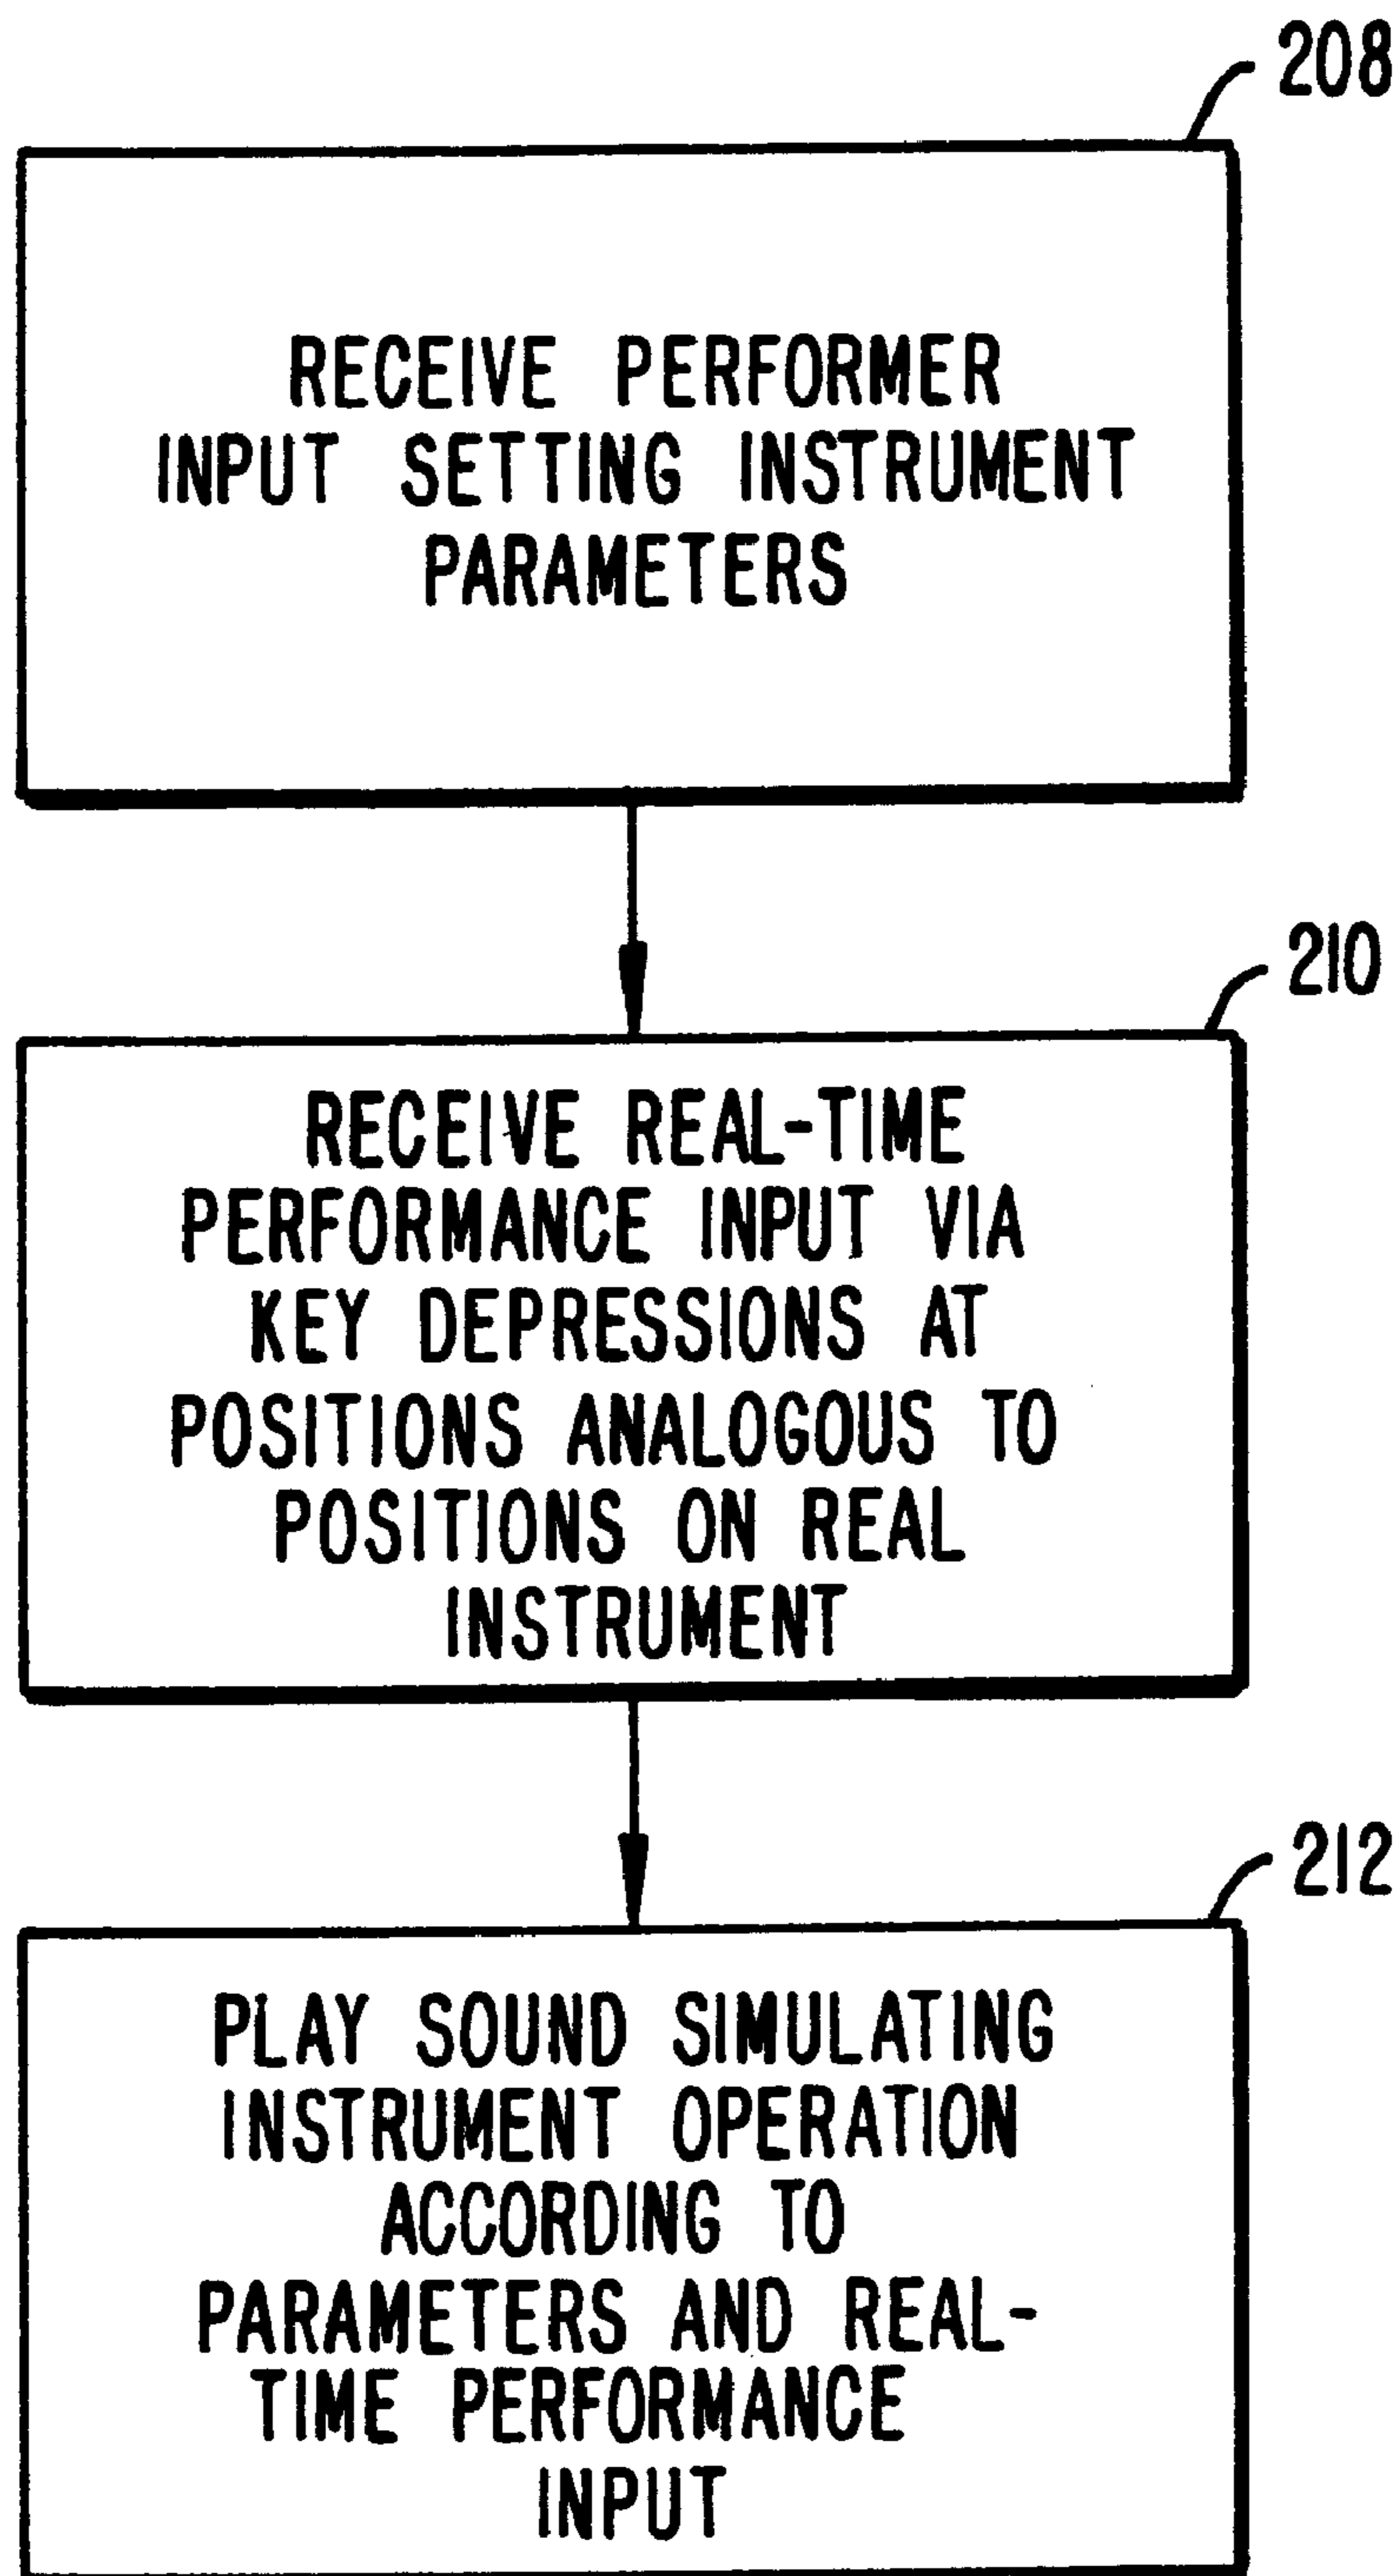 208
RECEIVE PERFORMER
INPUT SETTING INSTRUMENT
PARAMETERS
210
RECEIVE REAL-TIME
PERFORMANCE INPUT VIA
KEY DEPRESSIONS AT
POSITIONS ANALOGOUS TO
POSITIONS ON REAL
INSTRUMENT
212
PLAY SOUND SIMULATING
INSTRUMENT OPERATION
ACCORDING TO
PARAMETERS AND REAL-
TIME PERFORMANCE
INPUT